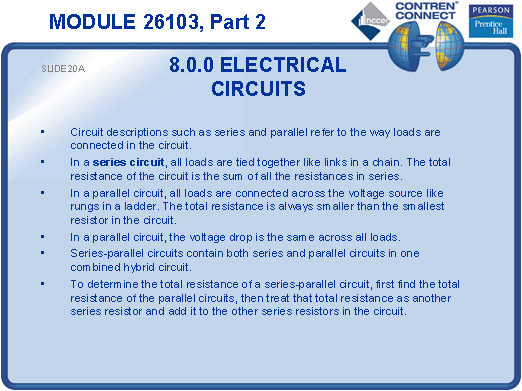 MODULE 26103, Part 2
CONTREN®
CONNECT
PEARSON
Prentice
Hall
nccer
SLIDE 20A
8.0.0 ELECTRICAL
CIRCUITS
• Circuit descriptions such as series and parallel refer to the way loads are
connected in the circuit.
• In a series circuit, all loads are tied together like links in a chain. The total
resistance of the circuit is the sum of all the resistances in series.
• In a parallel circuit, all loads are connected across the voltage source like
rungs in a ladder. The total resistance is always smaller than the smallest
resistor in the circuit.
• In a parallel circuit, the voltage drop is the same across all loads.
• Series-parallel circuits contain both series and parallel circuits in one
combined hybrid circuit.
• To determine the total resistance of a series-parallel circuit, first find the total
resistance of the parallel circuits, then treat that total resistance as another
series resistor and add it to the other series resistors in the circuit.